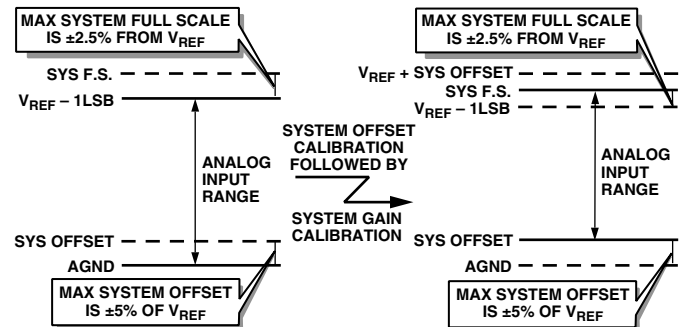 MAX SYSTEM FULL SCALE
IS ±2.5% FROM VREF
SYS F.S.
VREF – 1LSB
ANALOG
INPUT
RANGE
SYS OFFSET
AGND
MAX SYSTEM OFFSET
IS ±5% OF VREF
SYSTEM OFFSET
CALIBRATION
FOLLOWED BY
SYSTEM GAIN
CALIBRATION
MAX SYSTEM FULL SCALE
IS ±2.5% FROM VREF
VREF + SYS OFFSET
SYS F.S.
VREF – 1LSB
ANALOG
INPUT
RANGE
SYS OFFSET
AGND
MAX SYSTEM OFFSET
IS ±5% OF VREF